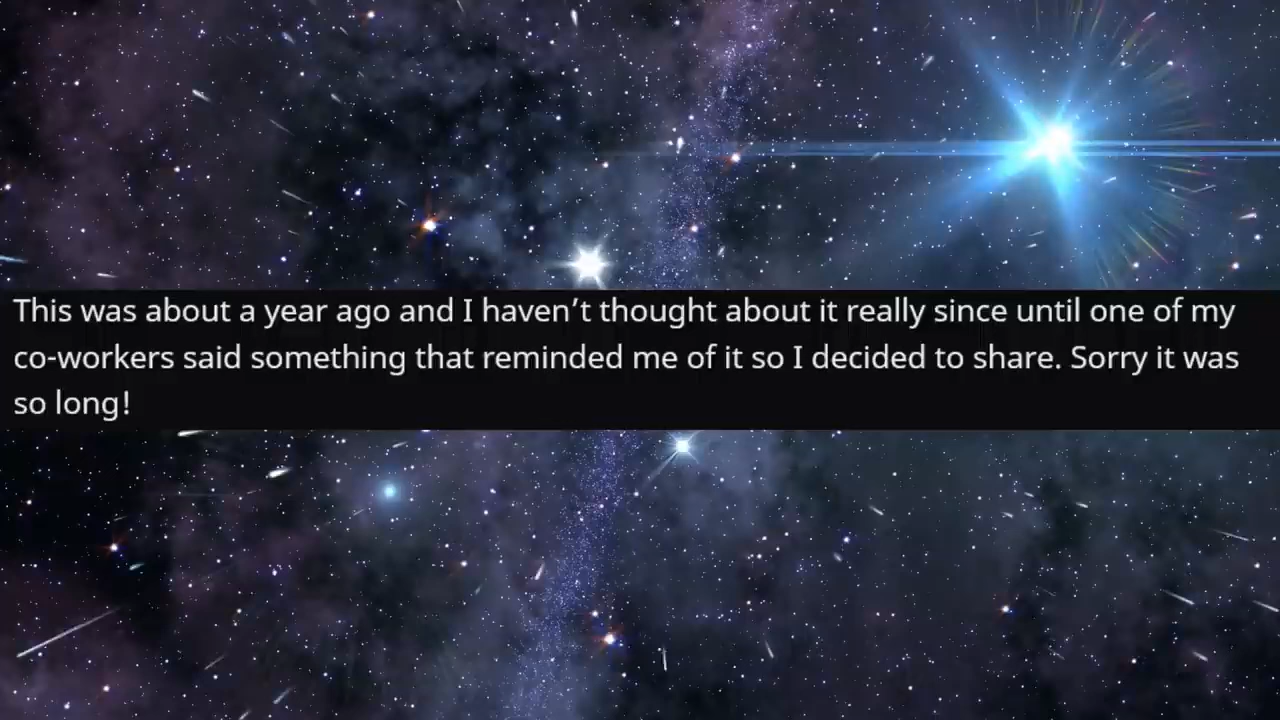 This was about a year ago and I haven’t thought about it really since until one of my
co-workers said something that reminded me of it so I decided to share. Sorry it was
so long!